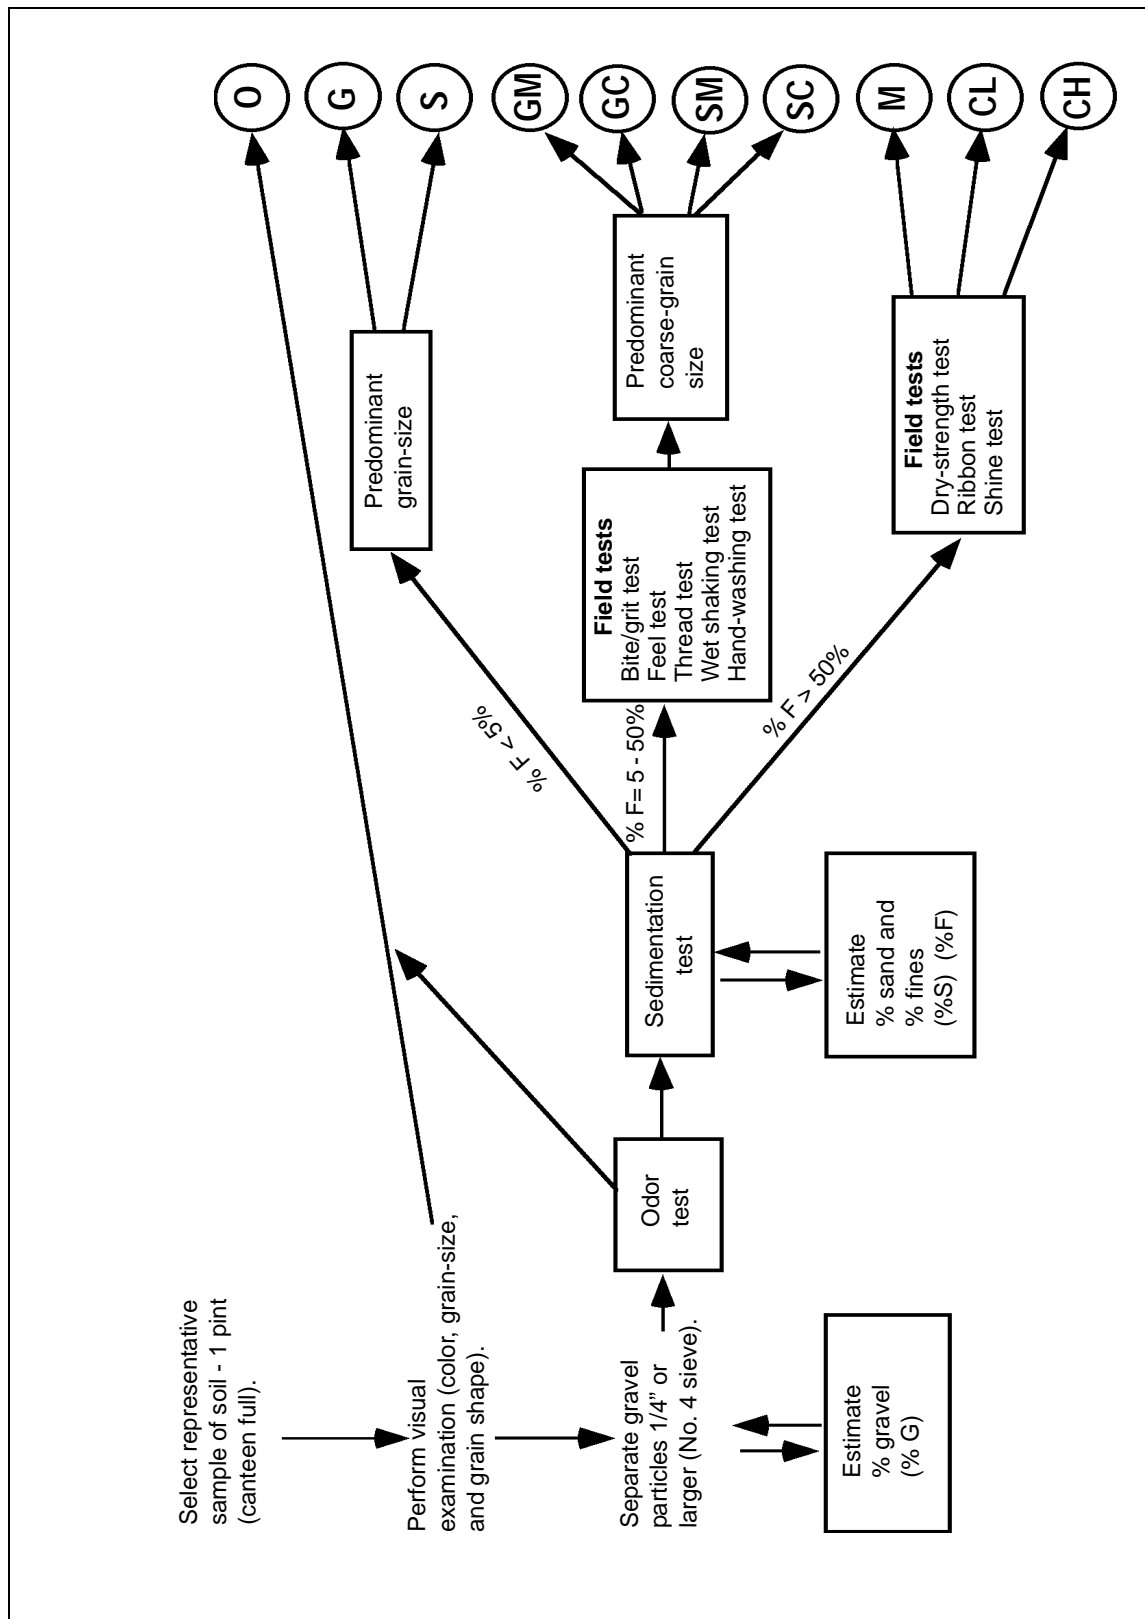 Select representative
sample of soil - 1 pint
(canteen full).
Perform visual
examination (color, grain-size,
and grain shape).
Separate gravel
particles 1/4” or
larger (No. 4 sieve).
Estimate
% gravel
(% G)
Odor
test
Sedimentation
test
Estimate
% sand and
% fines
(%S) (%F)
% F < 5%
% F= 5 - 50%
% F > 50%
Predominant
grain-size
Field tests
Bite/grit test
Feel test
Thread test
Wet shaking test
Hand-washing test
Predominant
coarse-grain
size
Field tests
Dry-strength test
Ribbon test
Shine test
O
G
S
GM
GC
SM
SC
M
CL
CH